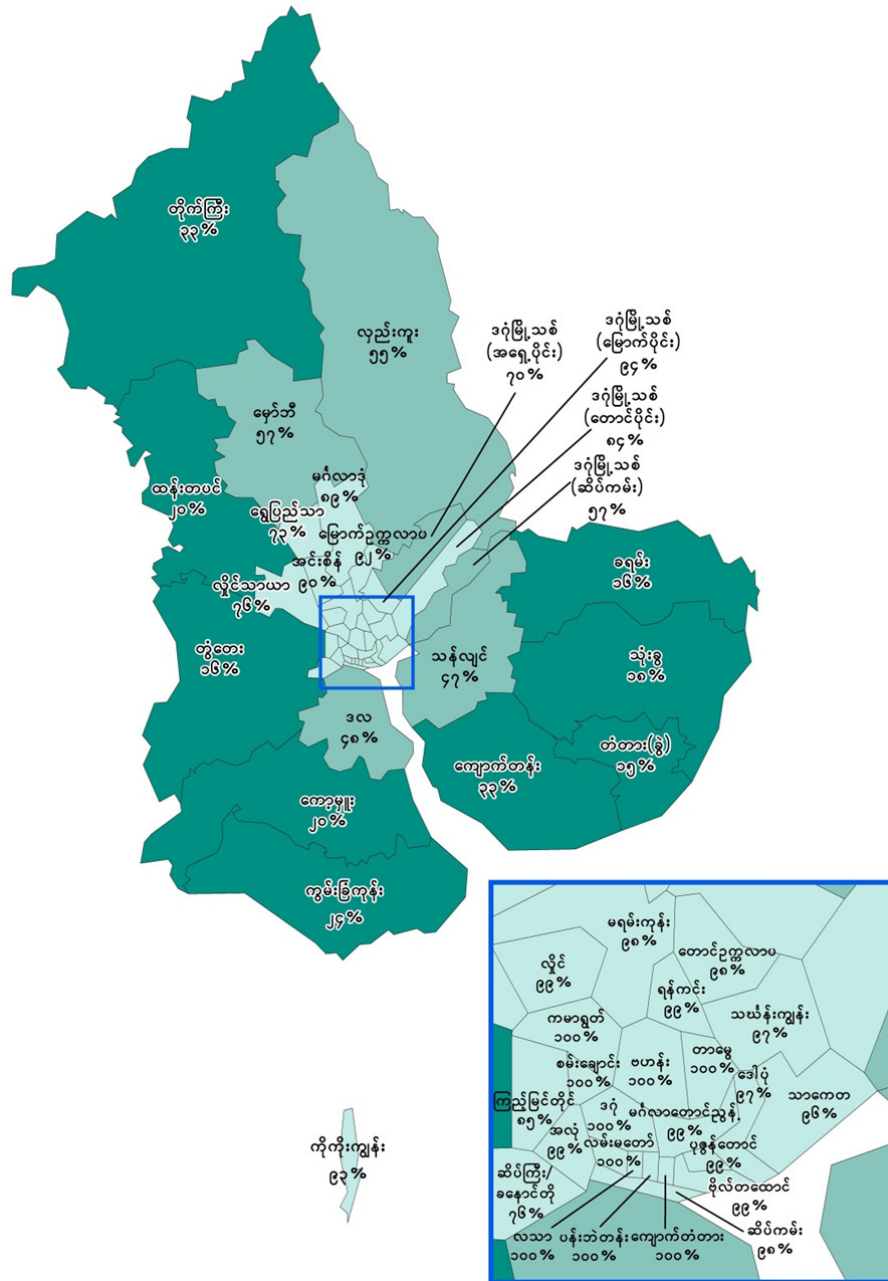 တိုက်ကြီး
၃၃%
လှည်းကူး
၅၅%
ဒဂုံမြို့သစ်
(အရှေ့ပိုင်း)
၇၀%
ဒဂုံမြို့သစ်
(မြောက်ပိုင်း)
၉၄%
ဒဂုံမြို့သစ်
(တောင်ပိုင်း)
၈၄%
ဒဂုံမြို့သစ်
(ဆိပ်ကမ်း)
၅၇%
မှော်ဘီ
၅၇%
မင်္ဂလာဒုံ
၈၉%
ထန်းတပင်
၂၀%
ရွှေပြည်သာ
၇၃%
မြောက်ဥက္ကလာပ
၉၂%
အင်းစိန်
၉၀%
လှိုင်သာယာ
၇၆%
ခရမ်း
၁၆%
တွံတေး
၁၆%
သန်လျင်
၄၇%
သုံးခွ
၁၈%
ဒလ
၄၈%
ကျောက်တန်း
၃၃%
တံတား(ခွဲ)
၁၅%
ကော့မှူး
၂၀%
ကွမ်းခြံကုန်း
၂၄%
ကိုကိုးကျွန်း
၉၃%
မရမ်းကုန်း
၉၈%
တောင်ဥက္ကလာပ
၉၈%
လှိုင်
၉၉%
ရန်ကင်း
၉၉%
သင်္ဃန်းကျွန်း
၉၇%
ကမာရွတ်
၁၀၀%
စမ်းချောင်း
၁၀၀%
ဗဟန်း
၁၀၀%
တာမွေ
၁၀၀%
ဒေါပုံ
၉၇%
သာကေတ
၉၆%
ကြည့်မြင်တိုင်
၈၅%
အလုံ
၉၉%
ဒဂုံ
၁၀၀%
မင်္ဂလာတောင်ညွန့်
၉၉%
လမ်းမတော်
၁၀၀%
ပုဇွန်တောင်
၉၉%
ဆိပ်ကြီး/
ခနောင်တို
၇၆%
ဗိုလ်တထောင်
၉၉%
လသာ
၁၀၀%
ပန်းဘဲတန်း
၁၀၀%
ကျောက်တံတား
၁၀၀%
ဆိပ်ကမ်း
၉၈%